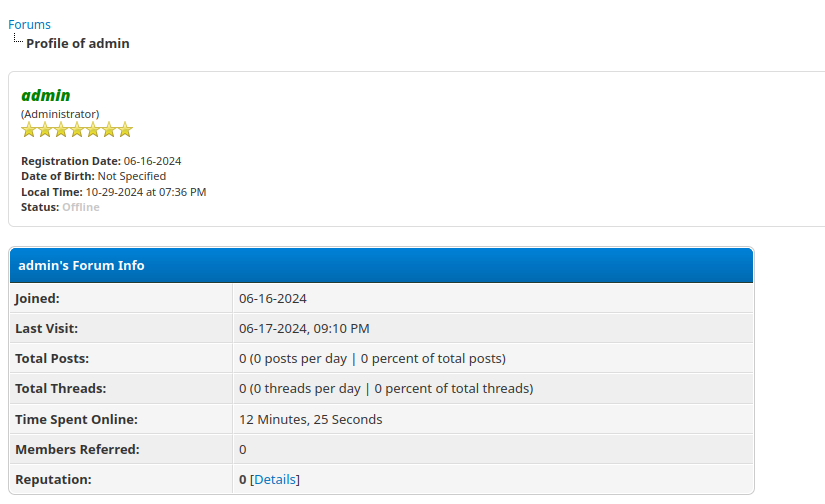 Forums
Profile of admin
admin
(Administrator)
Registration Date: 06-16-2024
Date of Birth: Not Specified
Local Time: 10-29-2024 at 07:36 PM
Status: Offline
admin's Forum Info
Joined: 06-16-2024
Last Visit: 06-17-2024, 09:10 PM
Total Posts: 0 (0 posts per day | 0 percent of total posts)
Total Threads: 0 (0 threads per day | 0 percent of total threads)
Time Spent Online: 12 Minutes, 25 Seconds
Members Referred: 0
Reputation: 0 [Details]